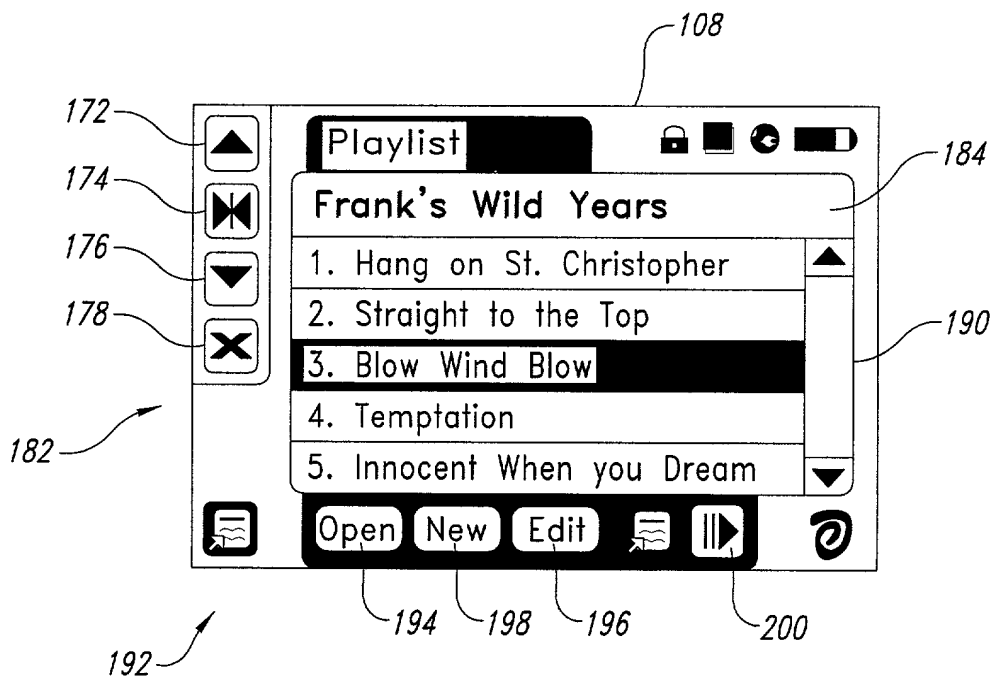 108
172
Playlist
184
174
Frank's Wild Years
176
1. Hang on St. Christopher
178
2. Straight to the Top
190
3. Blow Wind Blow
4. Temptation
182
5. Innocent When you Dream
Open New Edit
194 198 196 200
192